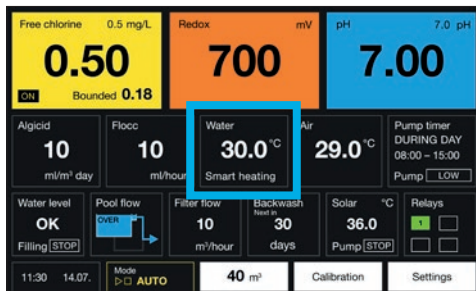 Free chlorine 0.5 mg/L
0.50
ON Bounded 0.18
Redox mV
700
pH 7.0 pH
7.00
Algicid
10
ml/m³ day
Flocc
10
ml/hour
Water
30.0 °C
Smart heating
Air
29.0 °C
Pump timer
DURING DAY
08:00 – 15:00
Pump LOW
Water level
OK
Filling STOP
Pool flow
OVER
Filter flow
10
m³/hour
Backwash
Next in
30
days
Solar °C
36.0
Pump STOP
Relays
1
11:30 14.07.
Mode
AUTO
40 m³
Calibration
Settings